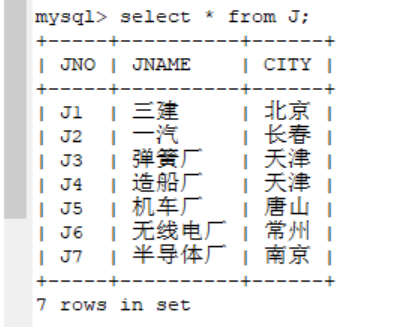 mysql> select * from J;
+-----+----------+------+
| JNO | JNAME | CITY |
+-----+----------+------+
| J1 | 三建 | 北京 |
| J2 | 一汽 | 长春 |
| J3 | 弹簧厂 | 天津 |
| J4 | 造船厂 | 天津 |
| J5 | 机车厂 | 唐山 |
| J6 | 无线电厂 | 常州 |
| J7 | 半导体厂 | 南京 |
+-----+----------+------+
7 rows in set